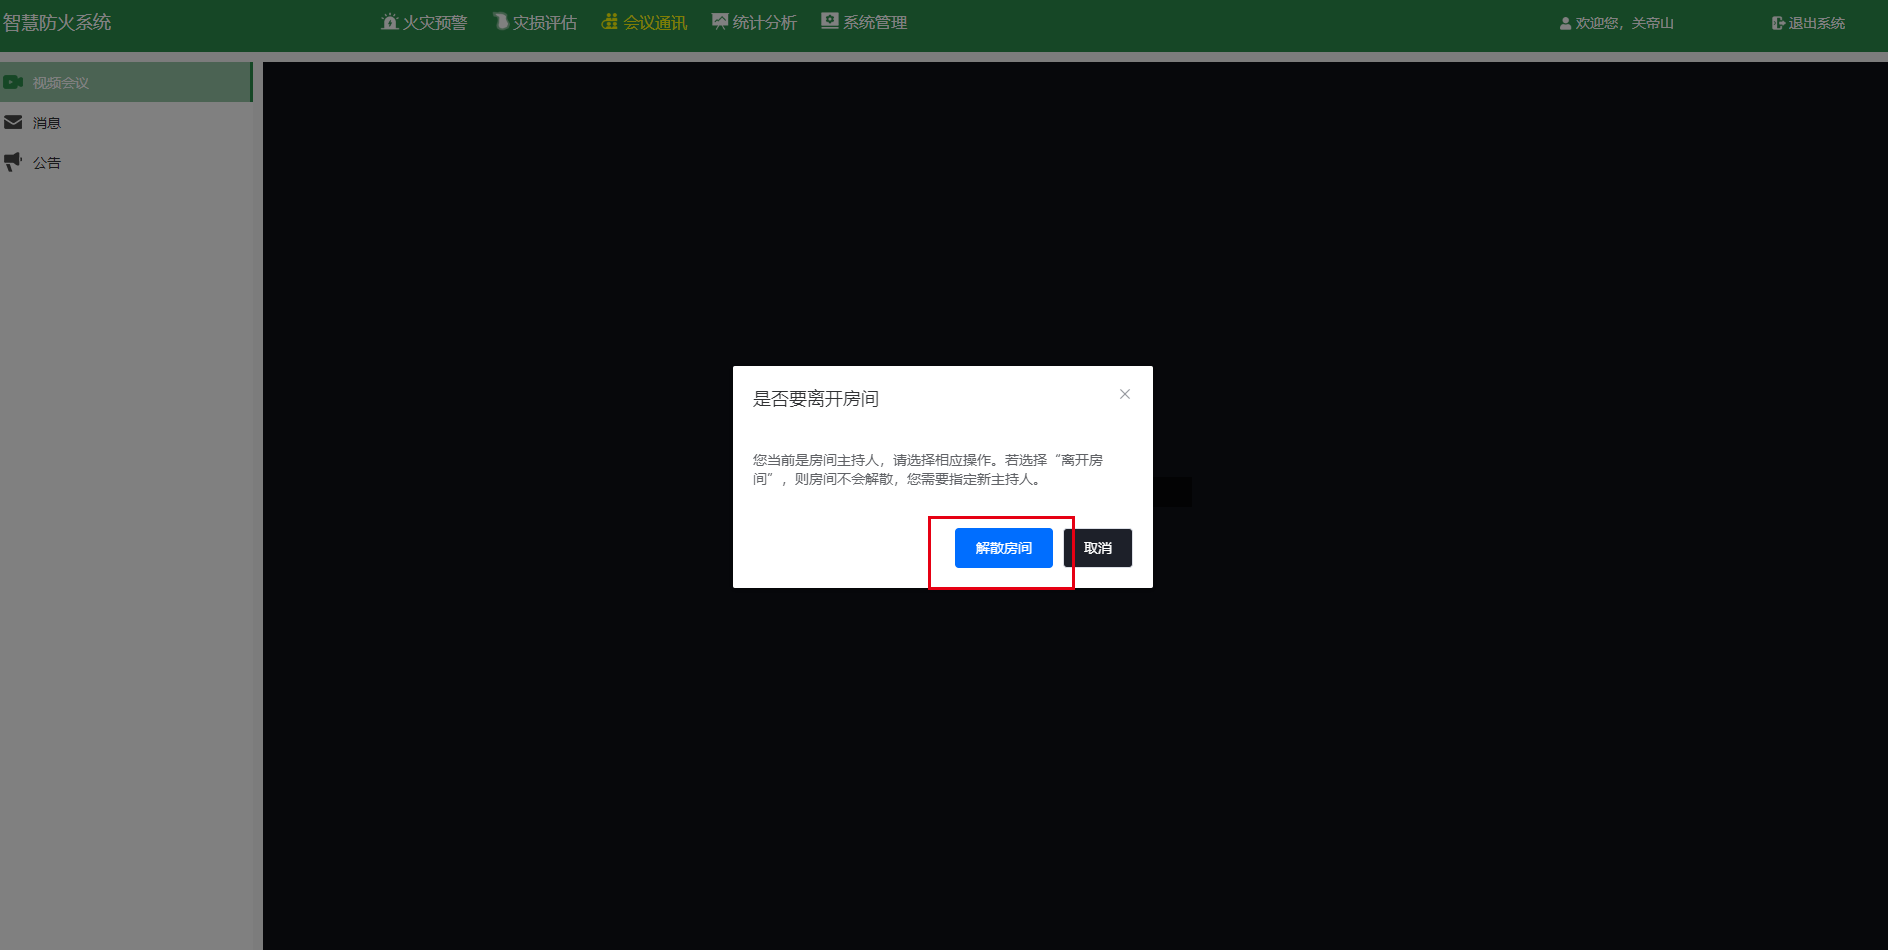 智慧防火系统
火灾预警 灾损评估 会议通讯 统计分析 系统管理
欢迎您，关帝山
退出系统
视频会议
消息
公告
是否要离开房间
您当前是房间主持人，请选择相应操作。若选择“离开房
间”，则房间不会解散，您需要指定新主持人。
解散房间 取消